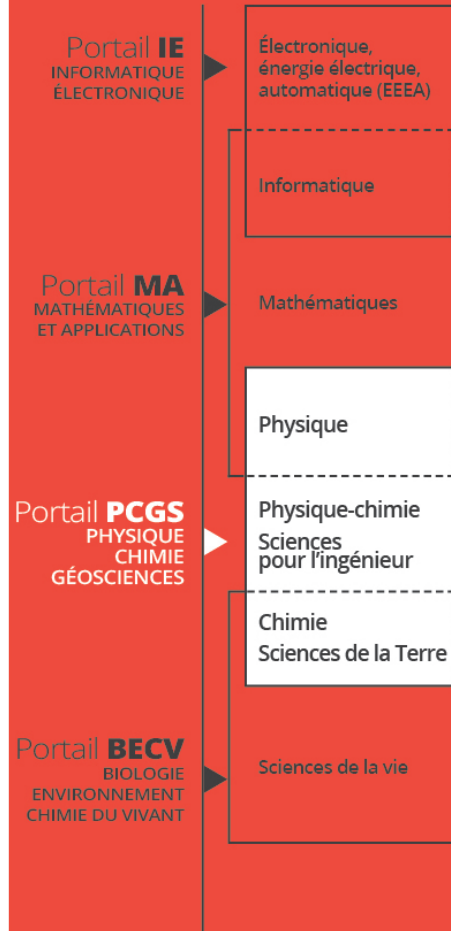 Portail IE
INFORMATIQUE
ÉLECTRONIQUE
Électronique,
énergie électrique,
automatique (EEEA)
Informatique
Portail MA
MATHÉMATIQUES
ET APPLICATIONS
Mathématiques
Physique
Portail PCGS
PHYSIQUE
CHIMIE
GÉOSCIENCES
Physique-chimie
Sciences
pour l'ingénieur
Chimie
Sciences de la Terre
Portail BECV
BIOLOGIE
ENVIRONNEMENT
CHIMIE DU VIVANT
Sciences de la vie